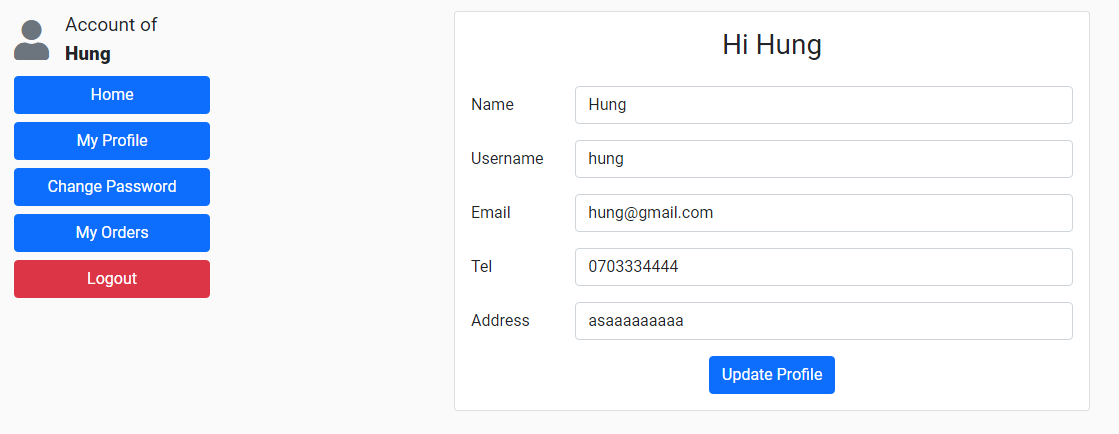 Account of
Hung
Home
My Profile
Change Password
My Orders
Logout
Hi Hung
Name Hung
Username hung
Email hung@gmail.com
Tel 0703334444
Address asaaaaaaaaa
Update Profile